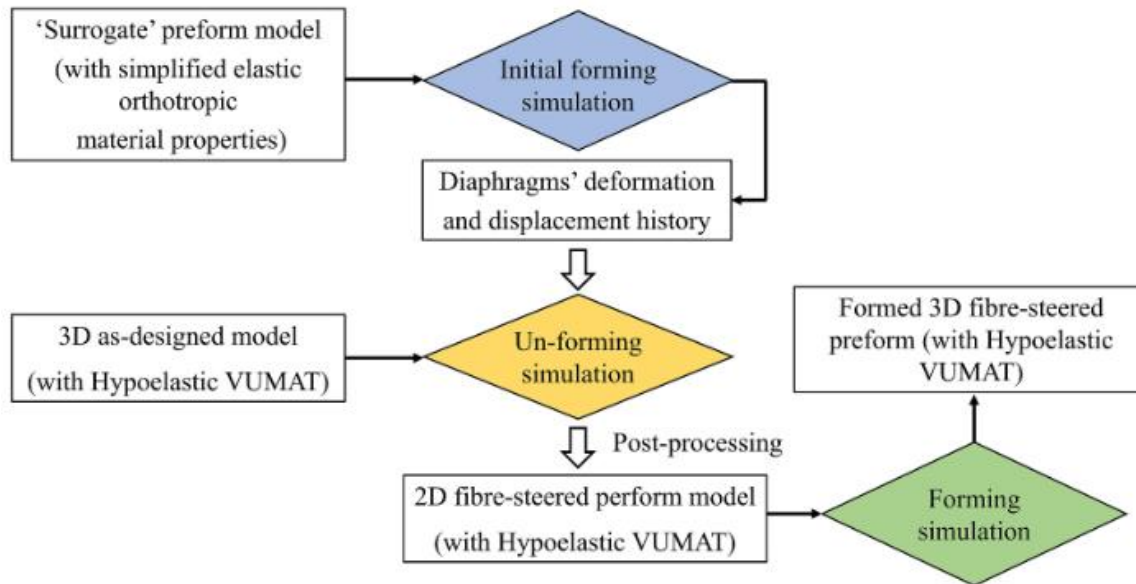 ‘Surrogate’ preform model
(with simplified elastic
orthotropic
material properties)
Initial forming
simulation
Diaphragms’ deformation
and displacement history
3D as-designed model
(with Hypoelastic VUMAT)
Un-forming
simulation
Formed 3D fibre-steered
preform (with Hypoelastic
VUMAT)
Post-processing
2D fibre-steered perform model
(with Hypoelastic VUMAT)
Forming
simulation